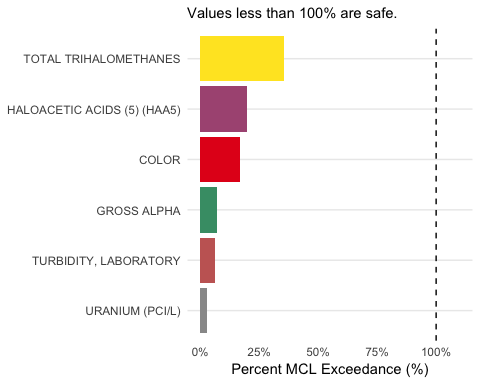 Values less than 100% are safe.
TOTAL TRIHALOMETHANES
HALOACETIC ACIDS (5) (HAA5)
COLOR
GROSS ALPHA
TURBIDITY, LABORATORY
URANIUM (PCI/L)
0% 25% 50% 75% 100%
Percent MCL Exceedance (%)